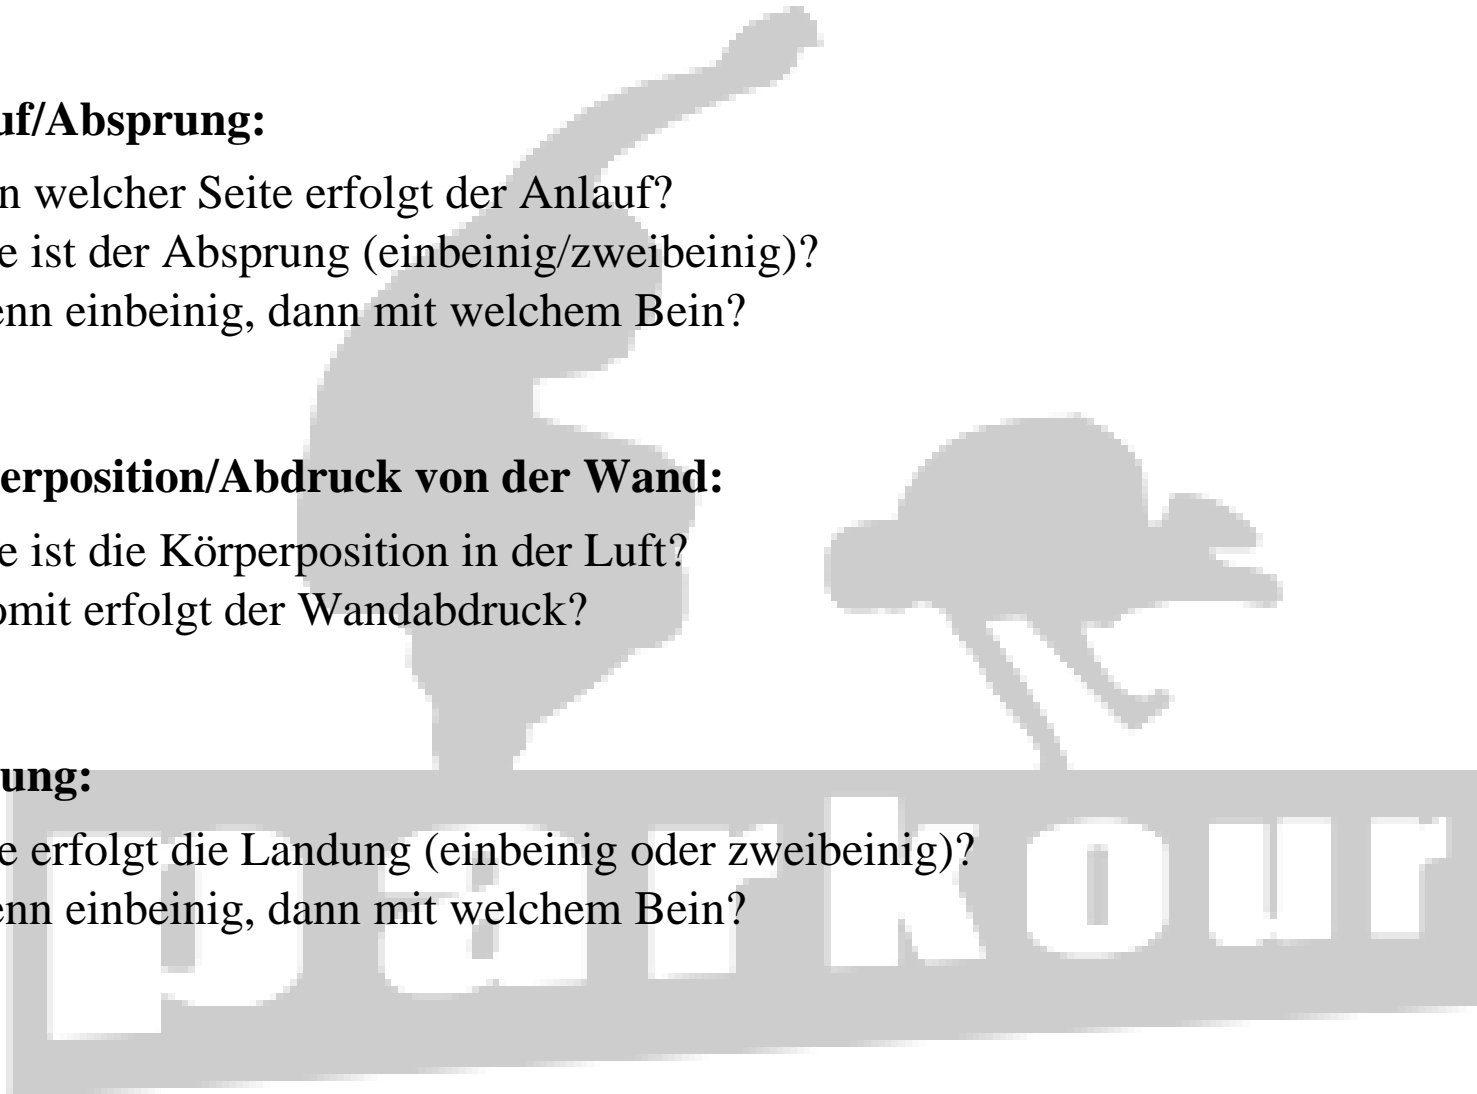 uf/Absprung:
n welcher Seite erfolgt der Anlauf?
e ist der Absprung (einbeinig/zweibeinig)?
enn einbeinig, dann mit welchem Bein?
erposition/Abdruck von der Wand:
e ist die Körperposition in der Luft?
omit erfolgt der Wandabdruck?
ung:
e erfolgt die Landung (einbeinig oder zweibeinig)?
enn einbeinig, dann mit welchem Bein?
parkour